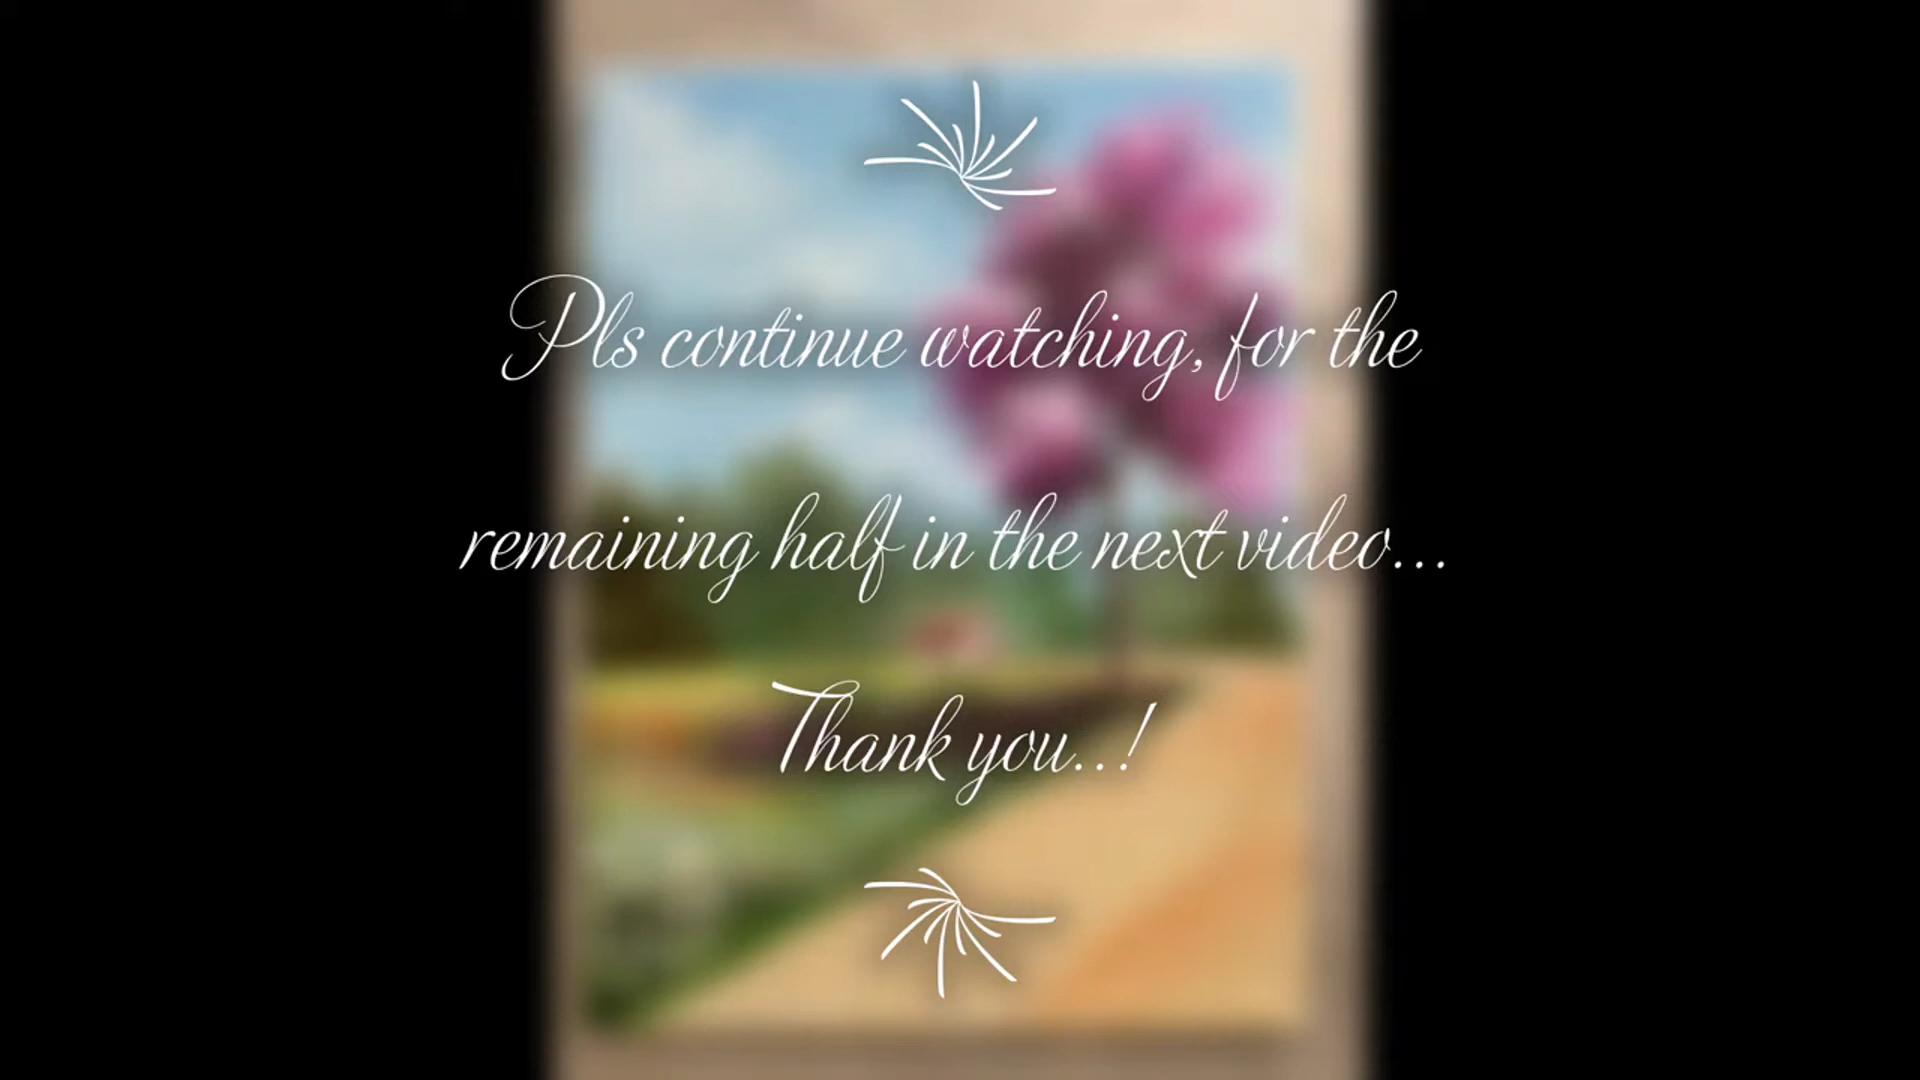 Pls continue watching, for the
remaining half in the next video...
Thank you..!